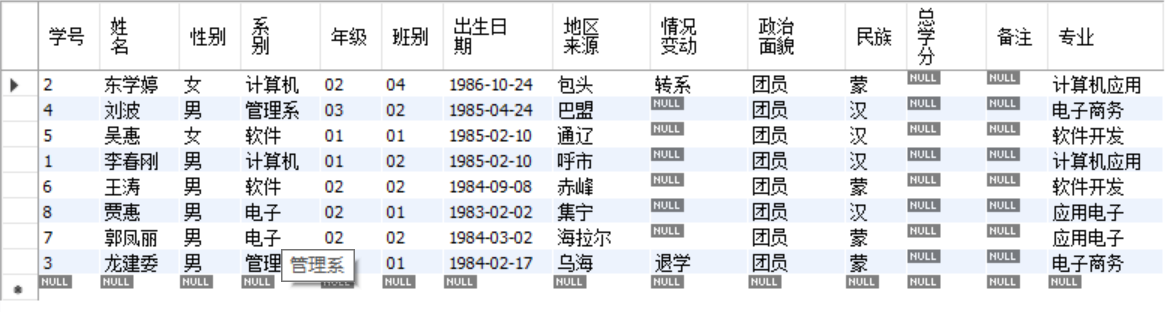 学号 姓名 性别 系别 年级 班别 出生日期 地区来源 情况变动 政治面貌 民族 总学分 备注 专业
2 东学婷 女 计算机 02 04 1986-10-24 包头 转系 团员 蒙 NULL NULL 计算机应用
4 刘波 男 管理系 03 02 1985-04-24 巴盟 NULL 团员 汉 NULL NULL 电子商务
5 吴惠 女 软件 01 01 1985-02-10 通辽 NULL 团员 汉 NULL NULL 软件开发
1 李春刚 男 计算机 01 02 1985-02-10 呼市 NULL 团员 汉 NULL NULL 计算机应用
6 王涛 男 软件 02 02 1984-09-08 赤峰 NULL 团员 蒙 NULL NULL 软件开发
8 贾惠 男 电子 02 01 1983-02-02 集宁 NULL 团员 汉 NULL NULL 应用电子
7 郭凤丽 男 电子 02 02 1984-03-02 海拉尔 NULL 团员 蒙 NULL NULL 应用电子
3 龙建委 男 管理 管理系 01 1984-02-17 乌海 退学 团员 蒙 NULL NULL 电子商务
NULL NULL NULL NULL NULL NULL NULL NULL NULL NULL NULL NULL NULL NULL